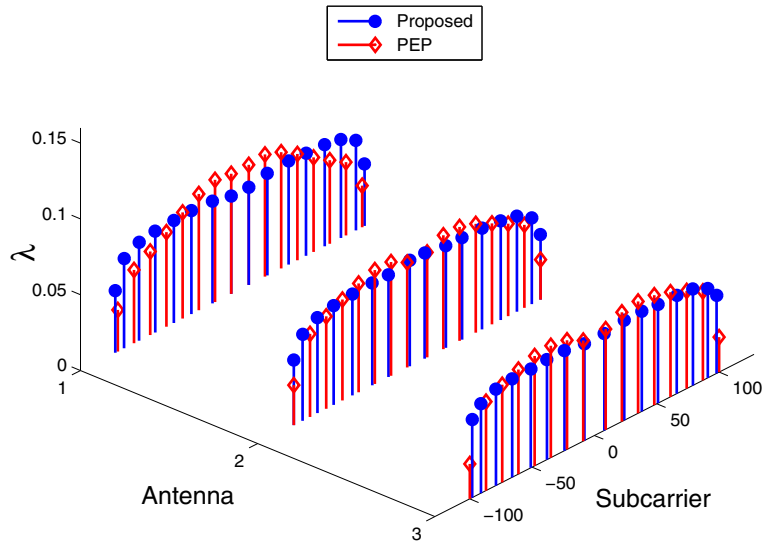 Proposed
PEP
0.15
0.1
0.05
0
λ
1
2
3
Antenna
−100
−50
0
50
100
Subcarrier